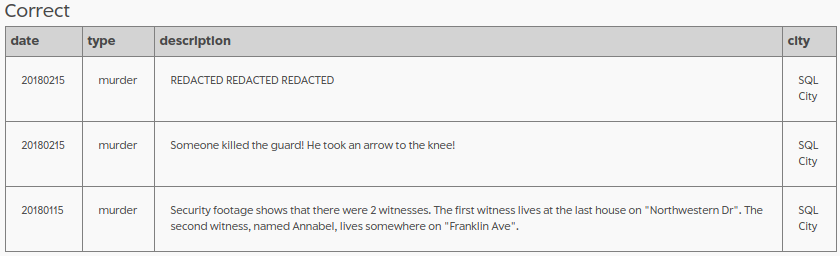 Correct
date type description city
20180215 murder REDACTED REDACTED REDACTED SQL
City
20180215 murder Someone killed the guard! He took an arrow to the knee! SQL
City
20180115 murder Security footage shows that there were 2 witnesses. The first witness lives at the last house on "Northwestern Dr". The SQL
second witness, named Annabel, lives somewhere on "Franklin Ave". City